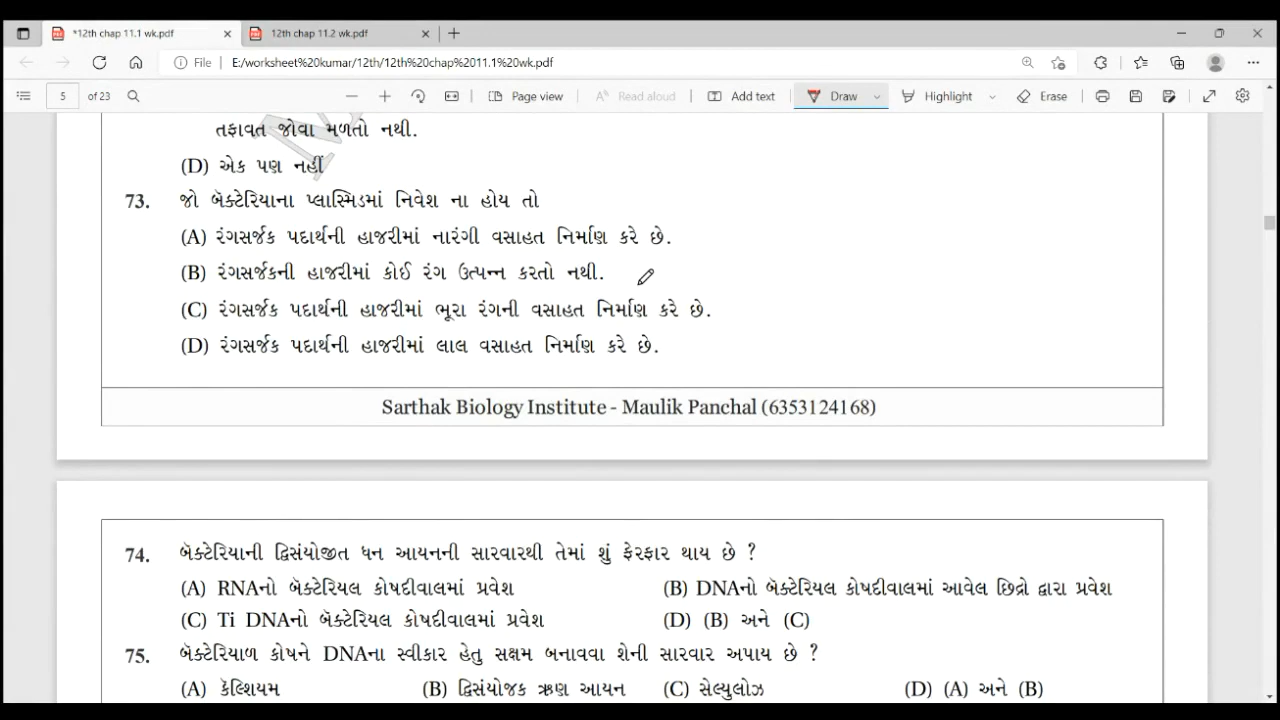 *12th chap 11.1 wk.pdf
12th chap 11.2 wk.pdf
File E:/worksheet%20kumar/12th/12th%20chap%2011.1%20wk.pdf
5 of 23 Page view Read aloud Add text Draw Highlight Erase
તફાવત જોવા મળતો નથી.
(D) એક પણ નહીં
73. જો બૅક્ટેરિયાના પ્લાસ્મિડમાં નિવેશ ના હોય તો
(A) રંગસર્જક પદાર્થની હાજરીમાં નારંગી વસાહત નિર્માણ કરે છે.
(B) રંગસર્જકની હાજરીમાં કોઈ રંગ ઉત્પન્ન કરતો નથી.
(C) રંગસર્જક પદાર્થની હાજરીમાં ભૂરા રંગની વસાહત નિર્માણ કરે છે.
(D) રંગસર્જક પદાર્થની હાજરીમાં લાલ વસાહત નિર્માણ કરે છે.
Sarthak Biology Institute - Maulik Panchal (6353124168)
74. બૅક્ટેરિયાની દ્વિસંયોજીત ધન આયનની સારવારથી તેમાં શું ફેરફાર થાય છે ?
(A) RNAનો બૅક્ટેરિયલ કોષદીવાલમાં પ્રવેશ (B) DNAનો બૅક્ટેરિયલ કોષદીવાલમાં આવેલ છિદ્રો દ્વારા પ્રવેશ
(C) Ti DNAનો બૅક્ટેરિયલ કોષદીવાલમાં પ્રવેશ (D) (B) અને (C)
75. બૅક્ટેરિયાળ કોષને DNAના સ્વીકાર હેતુ સક્ષમ બનાવવા શેની સારવાર અપાય છે ?
(A) કૅલ્શિયમ (B) દ્વિસંયોજક ઋણ આયન (C) સેલ્યુલોઝ (D) (A) અને (B)